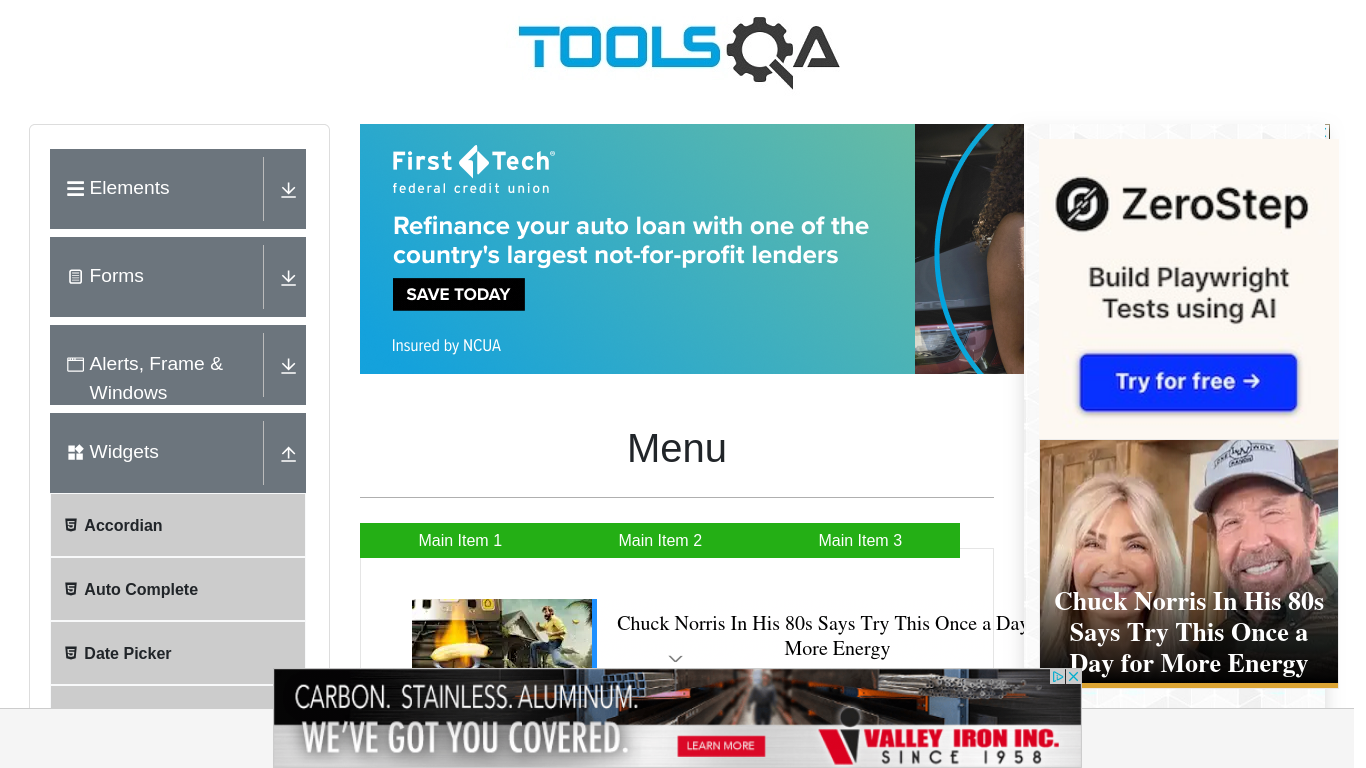 TOOLSQA
Elements
Forms
Alerts, Frame &
Windows
Widgets
Accordian
Auto Complete
Date Picker
First Tech®
federal credit union
Refinance your auto loan with one of the
country's largest not-for-profit lenders
SAVE TODAY
Insured by NCUA
Menu
Main Item 1
Main Item 2
Main Item 3
Chuck Norris In His 80s Says Try This Once a Day
More Energy
ZeroStep
Build Playwright
Tests using AI
Try for free →
Chuck Norris In His 80s
Says Try This Once a
Day for More Energy
CARBON. STAINLESS. ALUMINUM.
WE'VE GOT YOU COVERED.
LEARN MORE
VALLEY IRON INC.
SINCE 1958